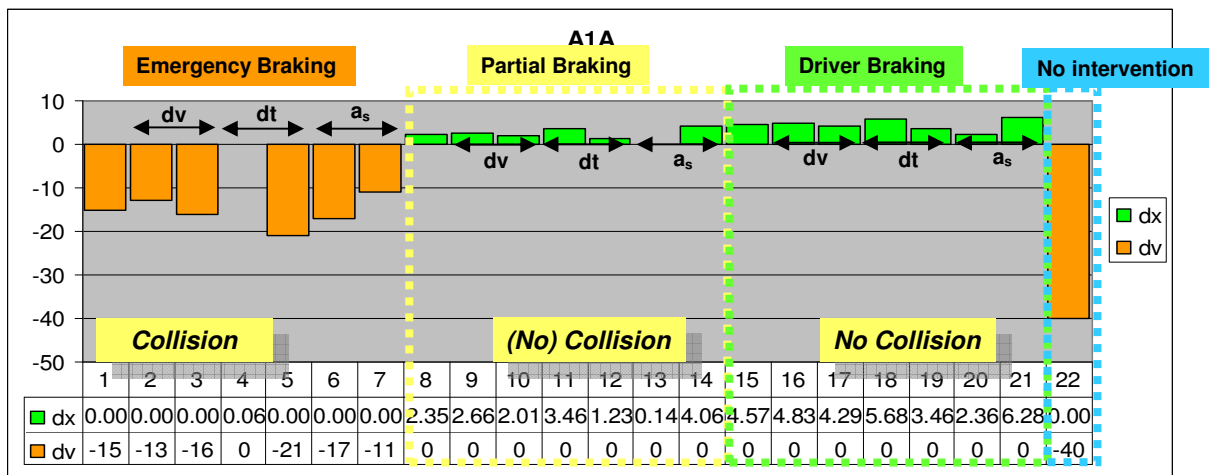 A1A
Emergency Braking
Partial Braking
Driver Braking
No intervention
10
0
-10
-20
-30
-40
-50
dv dt as
dv dt as
dv dt as
dx
dv
Collision
(No) Collision
No Collision
1 2 3 4 5 6 7 8 9 10 11 12 13 14 15 16 17 18 19 20 21 22
dx 0.00 0.00 0.00 0.06 0.00 0.00 0.00 2.35 2.66 2.01 3.46 1.23 0.14 4.06 4.57 4.83 4.29 5.68 3.46 2.36 6.28 0.00
dv -15 -13 -16 0 -21 -17 -11 0 0 0 0 0 0 0 0 0 0 0 0 0 0 -40